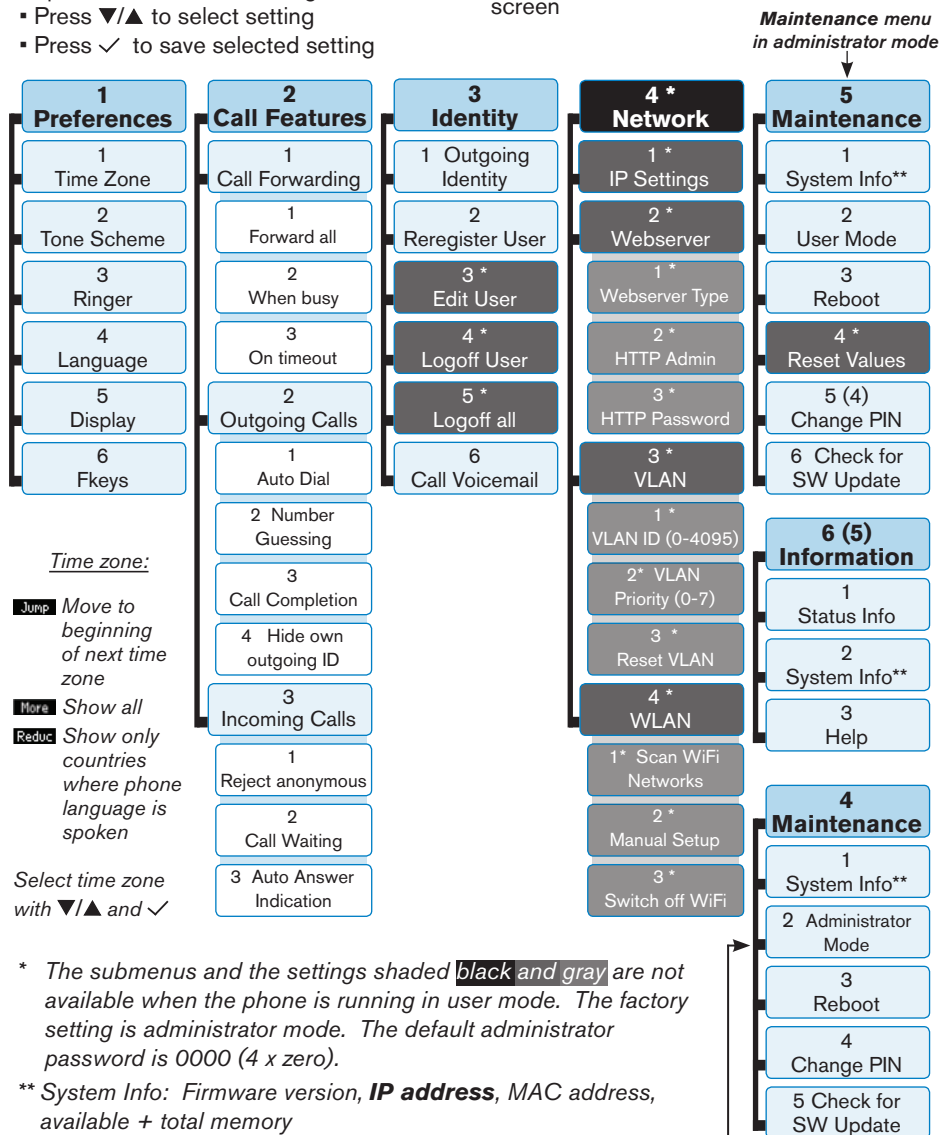 ▪ Press ▼/▲ to select setting
▪ Press ✓ to save selected setting
screen
Maintenance menu
in administrator mode
1
Preferences
1
Time Zone
2
Tone Scheme
3
Ringer
4
Language
5
Display
6
Fkeys
Time zone:
Jump Move to
beginning
of next time
zone
More Show all
Reduc Show only
countries
where phone
language is
spoken
Select time zone
with ▼/▲ and ✓
2
Call Features
1
Call Forwarding
1
Forward all
2
When busy
3
On timeout
2
Outgoing Calls
1
Auto Dial
2 Number
Guessing
3
Call Completion
4 Hide own
outgoing ID
3
Incoming Calls
1
Reject anonymous
2
Call Waiting
3 Auto Answer
Indication
3
Identity
1 Outgoing
Identity
2
Reregister User
3 *
Edit User
4 *
Logoff User
5 *
Logoff all
6
Call Voicemail
4 *
Network
1 *
IP Settings
2 *
Webserver
1 *
Webserver Type
2 *
HTTP Admin
3 *
HTTP Password
3 *
VLAN
1 *
VLAN ID (0-4095)
2* VLAN
Priority (0-7)
3 *
Reset VLAN
4 *
WLAN
1* Scan WiFi
Networks
2 *
Manual Setup
3 *
Switch off WiFi
5
Maintenance
1
System Info**
2
User Mode
3
Reboot
4 *
Reset Values
5 (4)
Change PIN
6 Check for
SW Update
6 (5)
Information
1
Status Info
2
System Info**
3
Help
4
Maintenance
1
System Info**
2 Administrator
Mode
3
Reboot
4
Change PIN
5 Check for
SW Update
* The submenus and the settings shaded black and gray are not
available when the phone is running in user mode. The factory
setting is administrator mode. The default administrator
password is 0000 (4 x zero).
** System Info: Firmware version, IP address, MAC address,
available + total memory